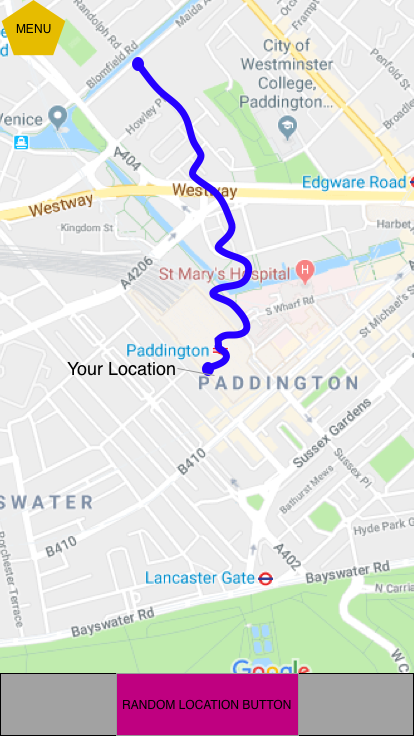 MENU
Randolph Rd
Maida A
Blomfield Rd
City of
Westminster
College,
Paddington...
Penfold St
Broadle
Howley P
Venice
A404
Westway
Edgware Road
Westway
Kingdom St
Harbet
A4206
St Mary's Hospital
H
S Wharf Rd
St Michael's St
Paddington
Your Location
PADDINGTON
Sussex Gardens
B410
Sussex Pl
Bathurst Mews
SWATER
B410
Hyde Park G
Porchester Terrace
A402
Lancaster Gate
Bayswater Rd
N Carria
Bayswater Rd
W C
Google
RANDOM LOCATION BUTTON